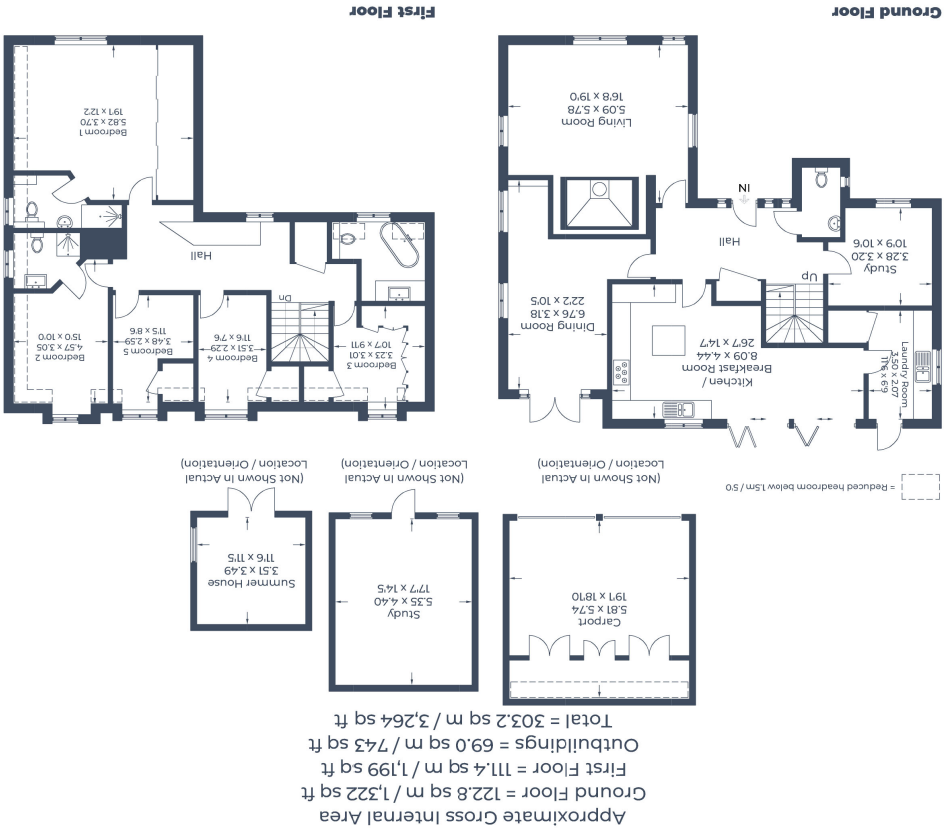 Approximate Gross Internal Area
Ground Floor = 122.8 sq m / 1,322 sq ft
First Floor = 111.4 sq m / 1,199 sq ft
Outbuildings = 69.0 sq m / 743 sq ft
Total = 303.2 sq m / 3,264 sq ft
Carport
5.81 x 5.74
19'1 x 18'10
(Not Shown In Actual
Location / Orientation)
Study
5.35 x 4.40
17'7 x 14'5
(Not Shown In Actual
Location / Orientation)
Summer House
3.51 x 3.49
11'6 x 11'5
(Not Shown In Actual
Location / Orientation)
= Reduced headroom below 1.5m / 5'0
Laundry Room
3.50 x 2.07
11'6 x 6'9
Kitchen /
Breakfast Room
8.09 x 4.44
26'7 x 14'7
Dining Room
6.76 x 3.18
22'2 x 10'5
Study
3.28 x 3.20
10'9 x 10'6
Up
Hall
IN
Living Room
5.09 x 5.78
16'8 x 19'0
Ground Floor
Bedroom 3
3.23 x 3.01
10'7 x 9'11
Dn
Bedroom 4
3.51 x 2.29
11'6 x 7'6
Bedroom 5
3.48 x 2.59
11'5 x 8'6
Bedroom 2
4.57 x 3.05
15'0 x 10'0
Hall
Bedroom 1
5.82 x 3.70
19'1 x 12'2
First Floor